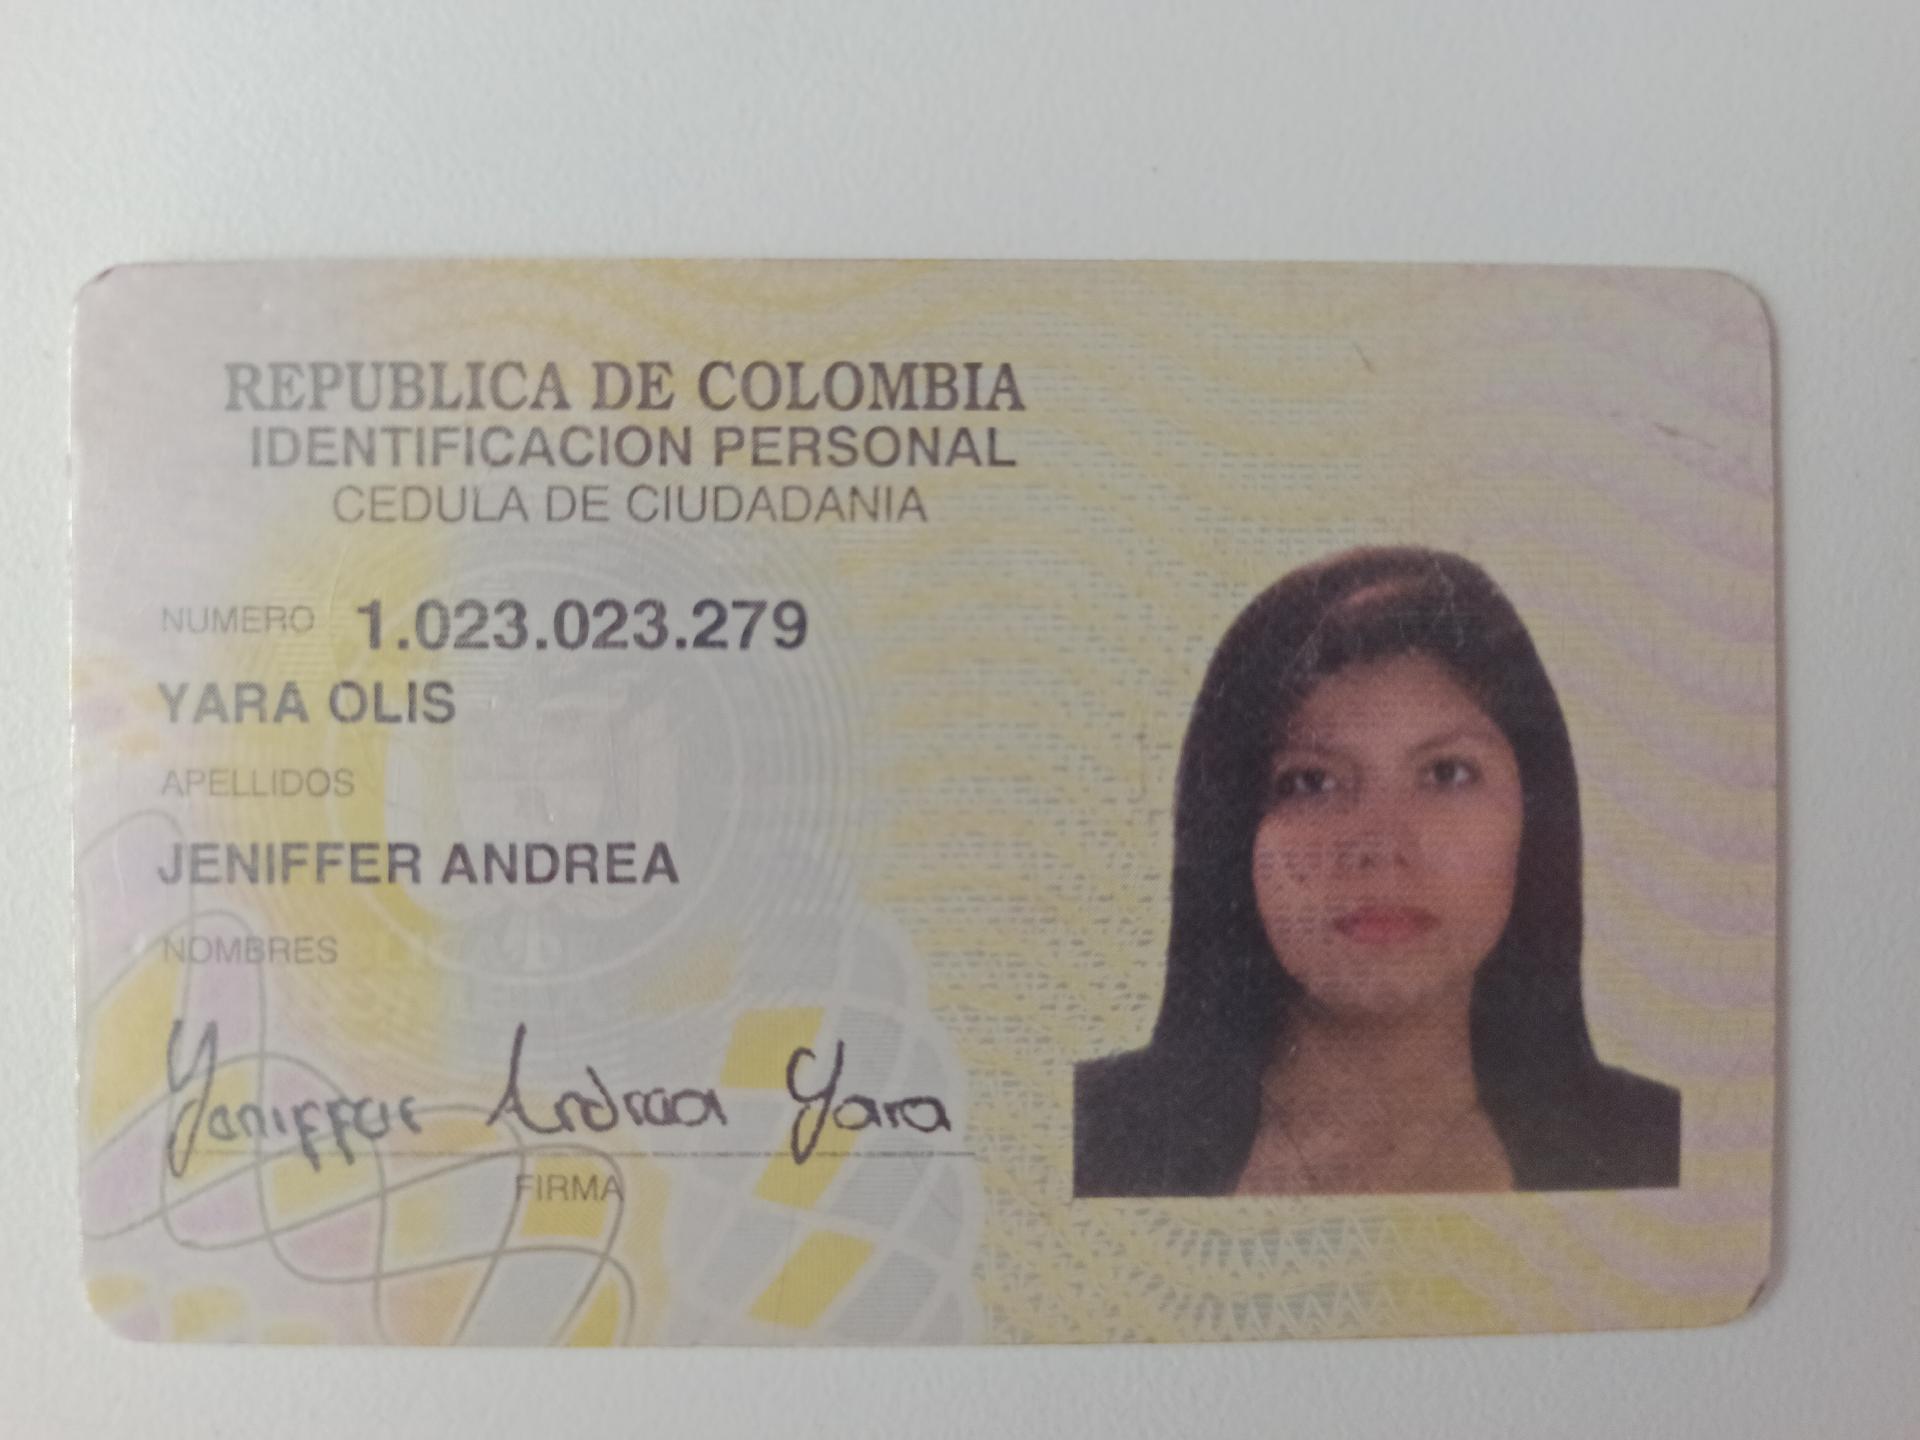 REPUBLICA DE COLOMBIA
IDENTIFICACION PERSONAL
CEDULA DE CIUDADANIA
NUMERO 1.023.023.279
YARA OLIS
APELLIDOS
JENIFFER ANDREA
NOMBRES
Jeniffer Andrea Yara
FIRMA